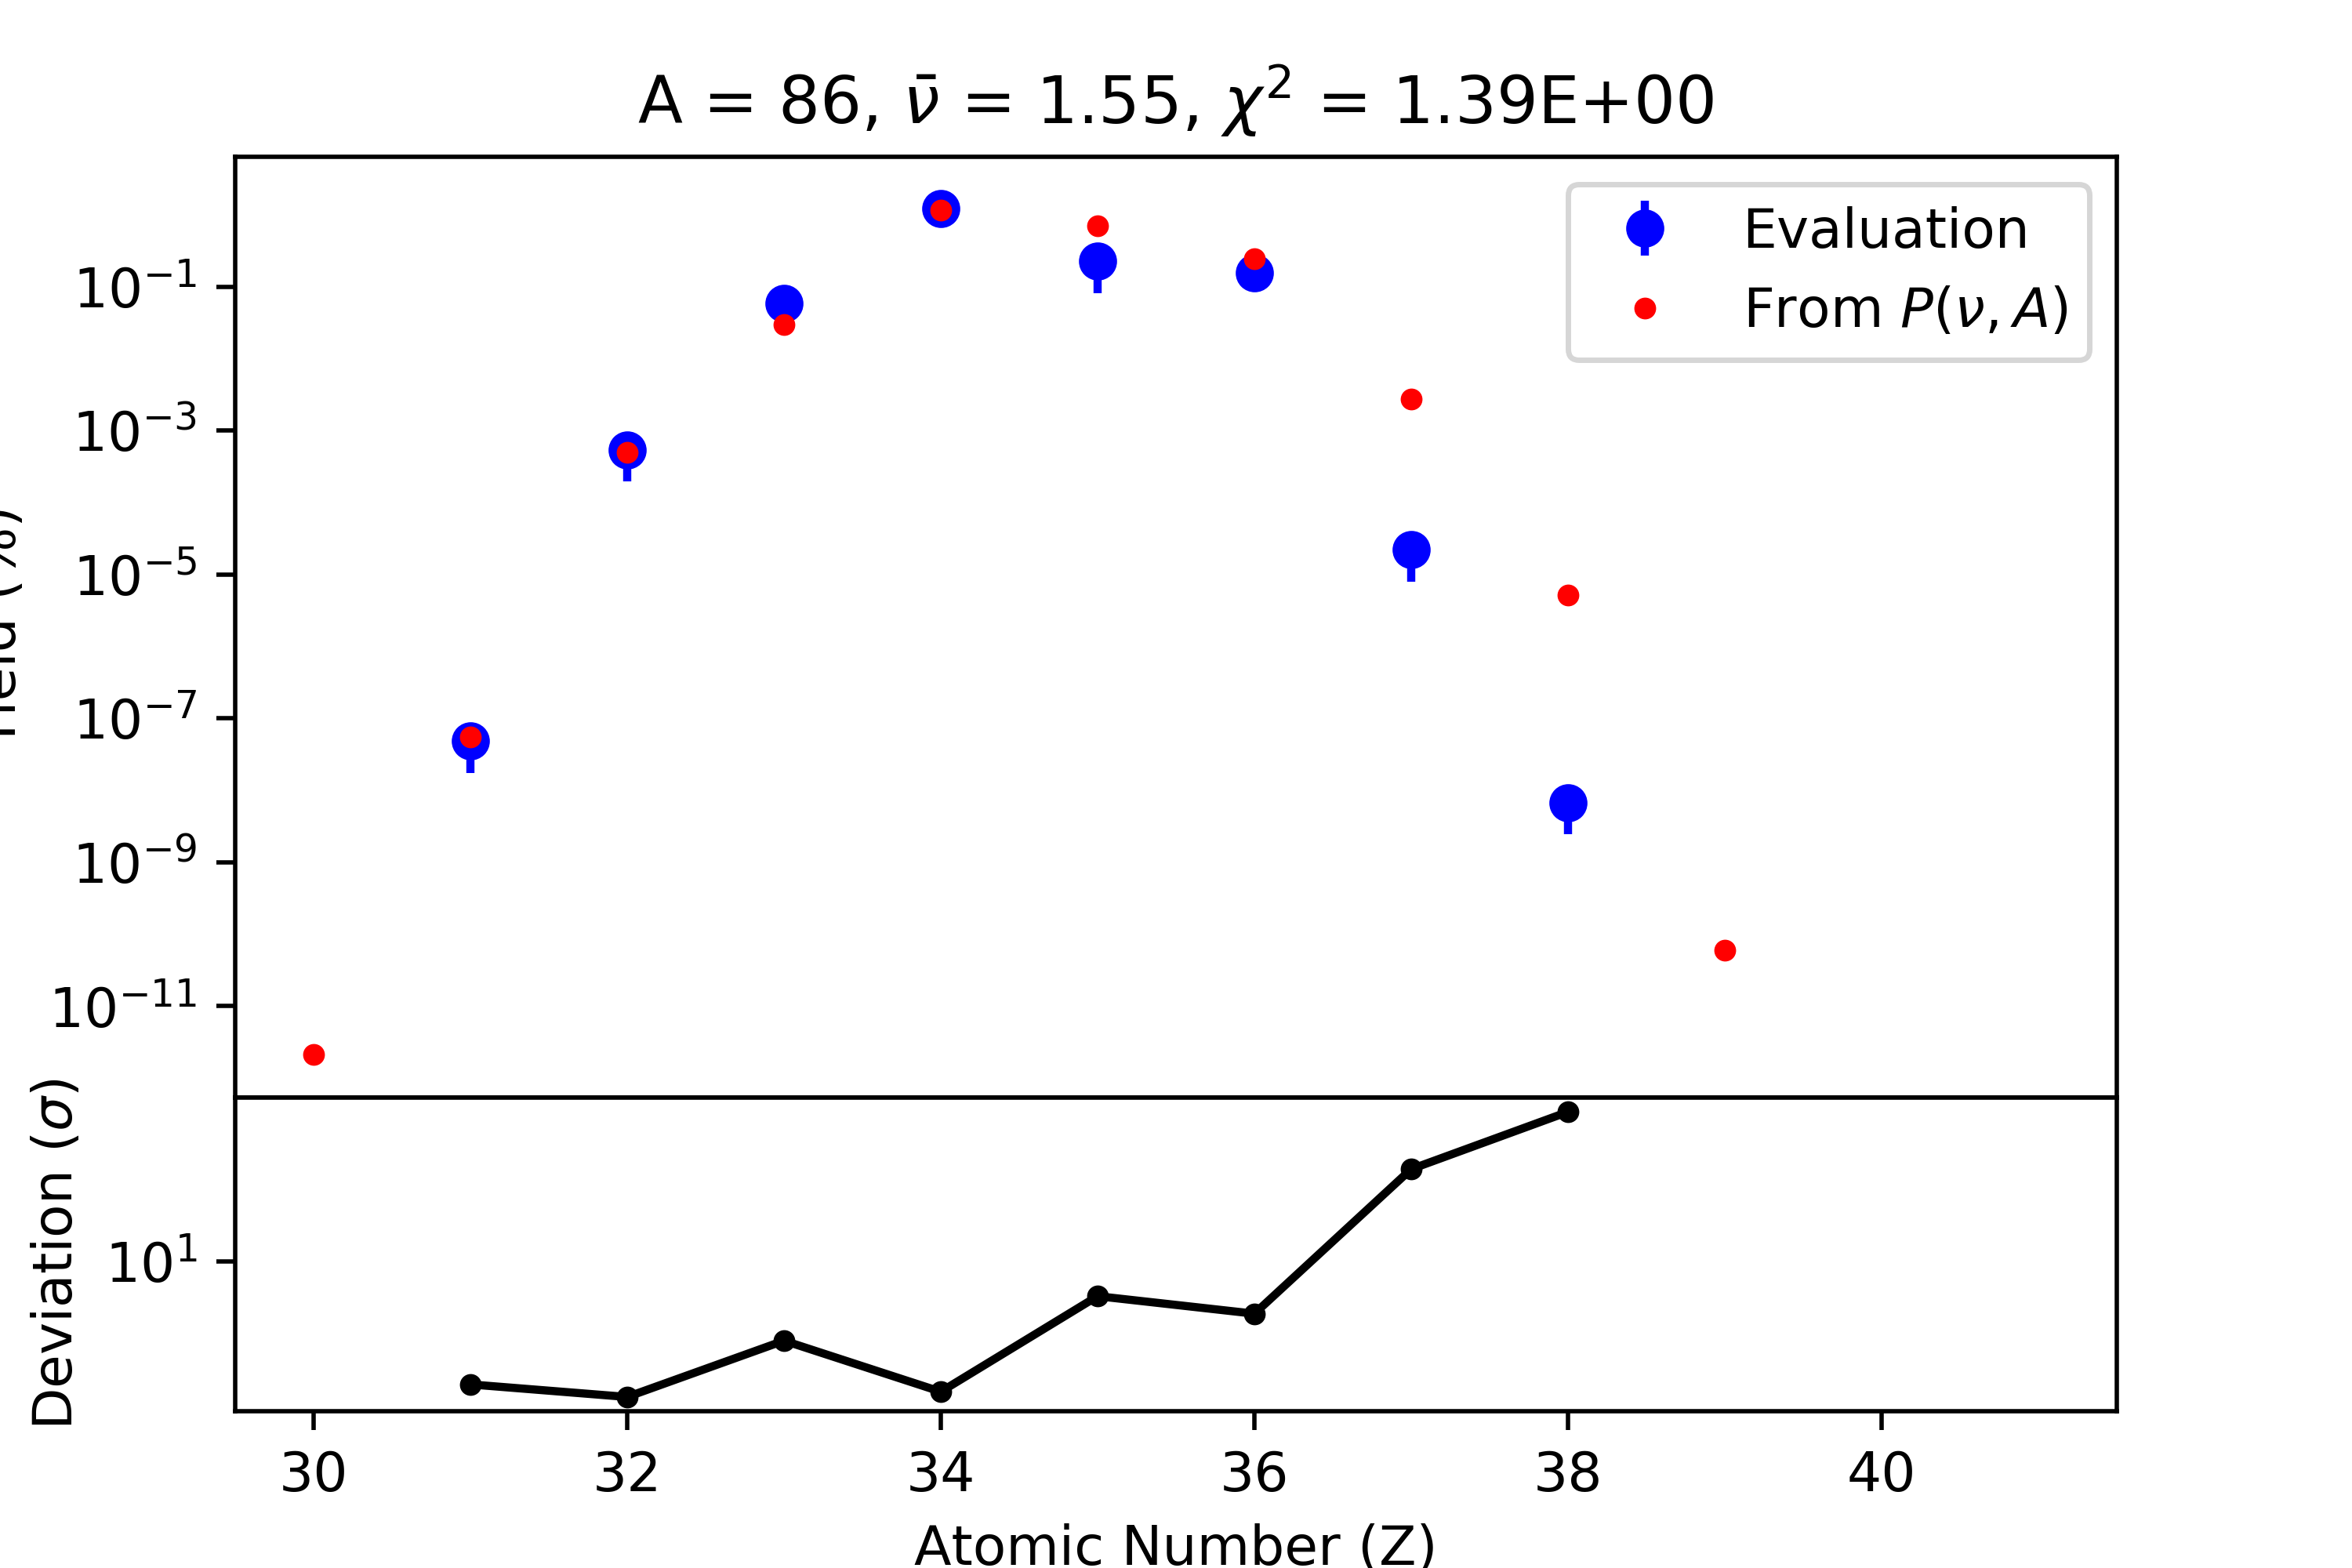 A = 86, ν̄ = 1.55, χ² = 1.39E+00
Evaluation
From P(ν, A)
10⁻¹
10⁻³
10⁻⁵
10⁻⁷
10⁻⁹
10⁻¹¹
(%)
Deviation (σ)
10¹
30 32 34 36 38 40
Atomic Number (Z)